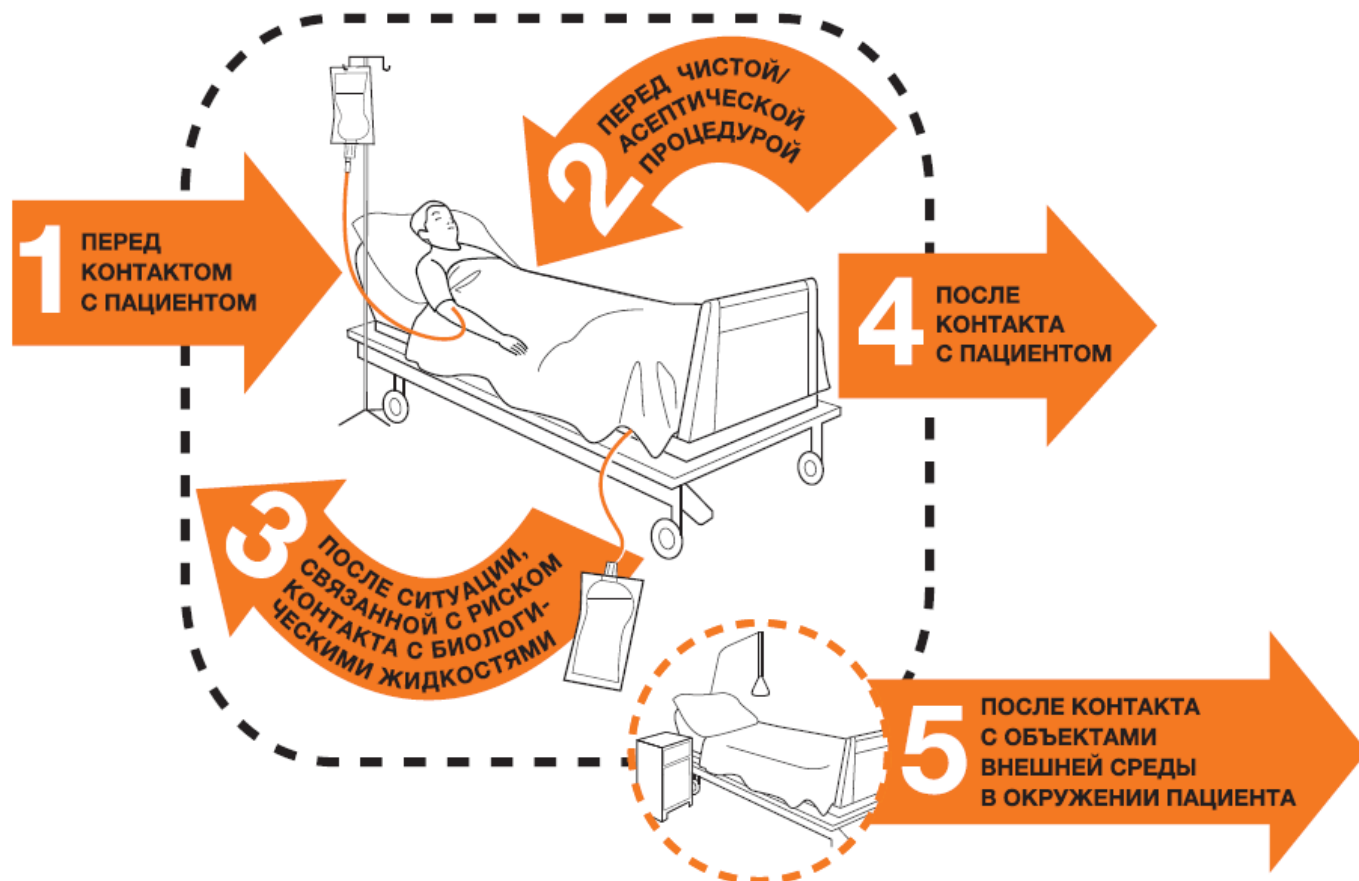 1
ПЕРЕД
КОНТАКТОМ
С ПАЦИЕНТОМ
2
ПЕРЕД ЧИСТОЙ/
АСЕПТИЧЕСКОЙ
ПРОЦЕДУРОЙ
3
ПОСЛЕ СИТУАЦИИ,
СВЯЗАННОЙ С РИСКОМ
КОНТАКТА С БИОЛОГИ-
ЧЕСКИМИ ЖИДКОСТЯМИ
4
ПОСЛЕ
КОНТАКТА
С ПАЦИЕНТОМ
5
ПОСЛЕ КОНТАКТА
С ОБЪЕКТАМИ
ВНЕШНЕЙ СРЕДЫ
В ОКРУЖЕНИИ ПАЦИЕНТА